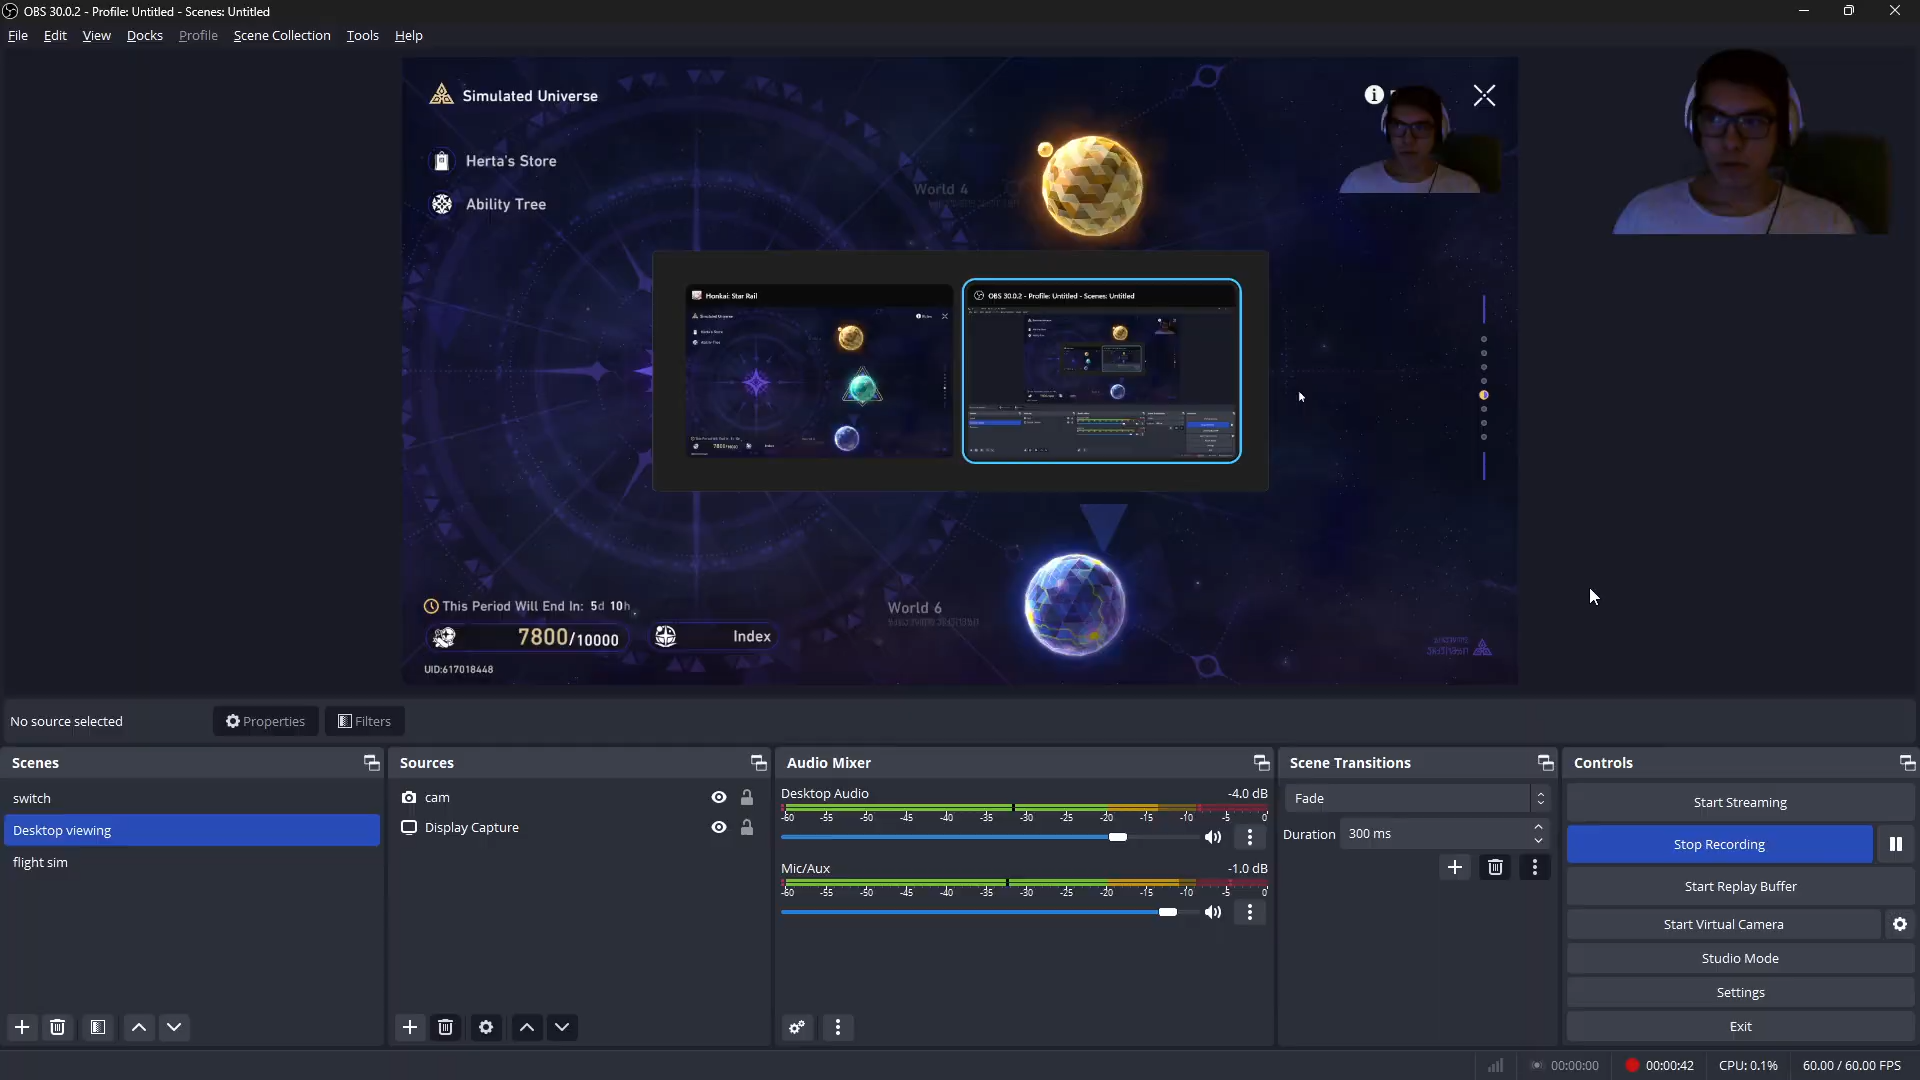 OBS 30.0.2 - Profile: Untitled - Scenes: Untitled
File Edit View Docks Profile Scene Collection Tools Help
Simulated Universe
Herta's Store
Ability Tree
World 4
Honkai: Star Rail
OBS 30.0.2 - Profile: Untitled - Scenes: Untitled
Simulated Universe
Herta's Store
Ability Tree
This Period Will End In: 5d 10h
World 6
7800/10000
Index
UID:617018448
No source selected
Properties
Filters
Scenes
switch
Desktop viewing
flight sim
Sources
cam
Display Capture
Audio Mixer
Desktop Audio
-4.0 dB
-60 -55 -50 -45 -40 -35 -30 -25 -20 -15 -10 -5 0
Mic/Aux
-1.0 dB
-60 -55 -50 -45 -40 -35 -30 -25 -20 -15 -10 -5 0
Scene Transitions
Fade
Duration 300 ms
Controls
Start Streaming
Stop Recording
Start Replay Buffer
Start Virtual Camera
Studio Mode
Settings
Exit
00:00:00
00:00:42
CPU: 0.1%
60.00 / 60.00 FPS